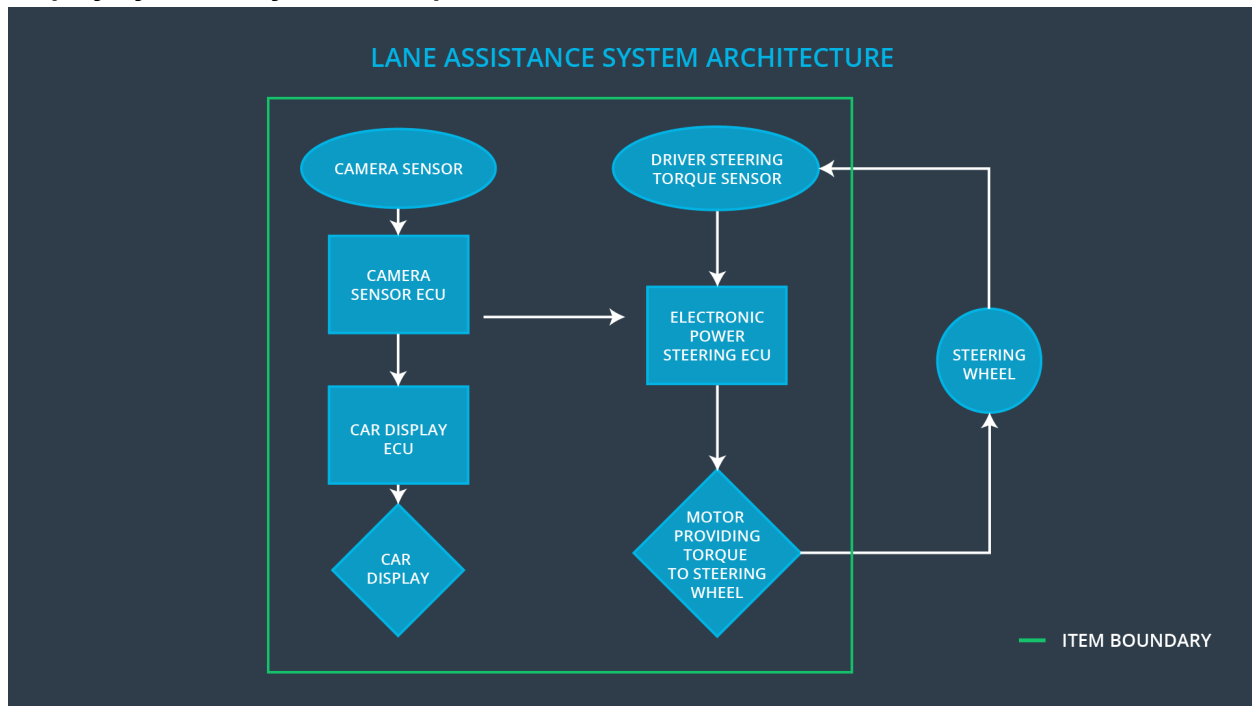 LANE ASSISTANCE SYSTEM ARCHITECTURE
CAMERA SENSOR
DRIVER STEERING
TORQUE SENSOR
CAMERA
SENSOR ECU
ELECTRONIC
POWER
STEERING ECU
STEERING
WHEEL
CAR DISPLAY
ECU
CAR
DISPLAY
MOTOR
PROVIDING
TORQUE
TO STEERING
WHEEL
ITEM BOUNDARY